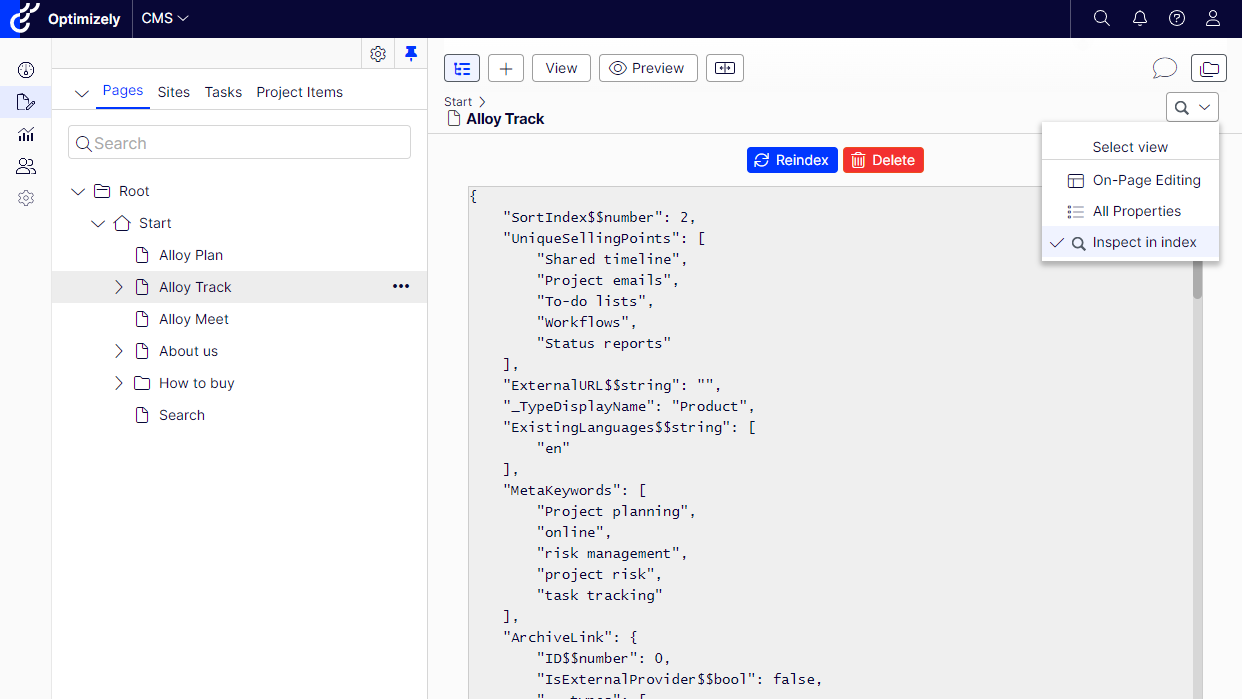 Optimizely
CMS
View
Preview
Pages Sites Tasks Project Items
Search
Root
Start
Alloy Plan
Alloy Track
Alloy Meet
About us
How to buy
Search
Start
Alloy Track
Select view
On-Page Editing
All Properties
Inspect in index
Reindex Delete
{
"SortIndex$$number": 2,
"UniqueSellingPoints": [
"Shared timeline",
"Project emails",
"To-do lists",
"Workflows",
"Status reports"
],
"ExternalURL$$string": "",
"_TypeDisplayName": "Product",
"ExistingLanguages$$string": [
"en"
],
"MetaKeywords": [
"Project planning",
"online",
"risk management",
"project risk",
"task tracking"
],
"ArchiveLink": {
"ID$$number": 0,
"IsExternalProvider$$bool": false,